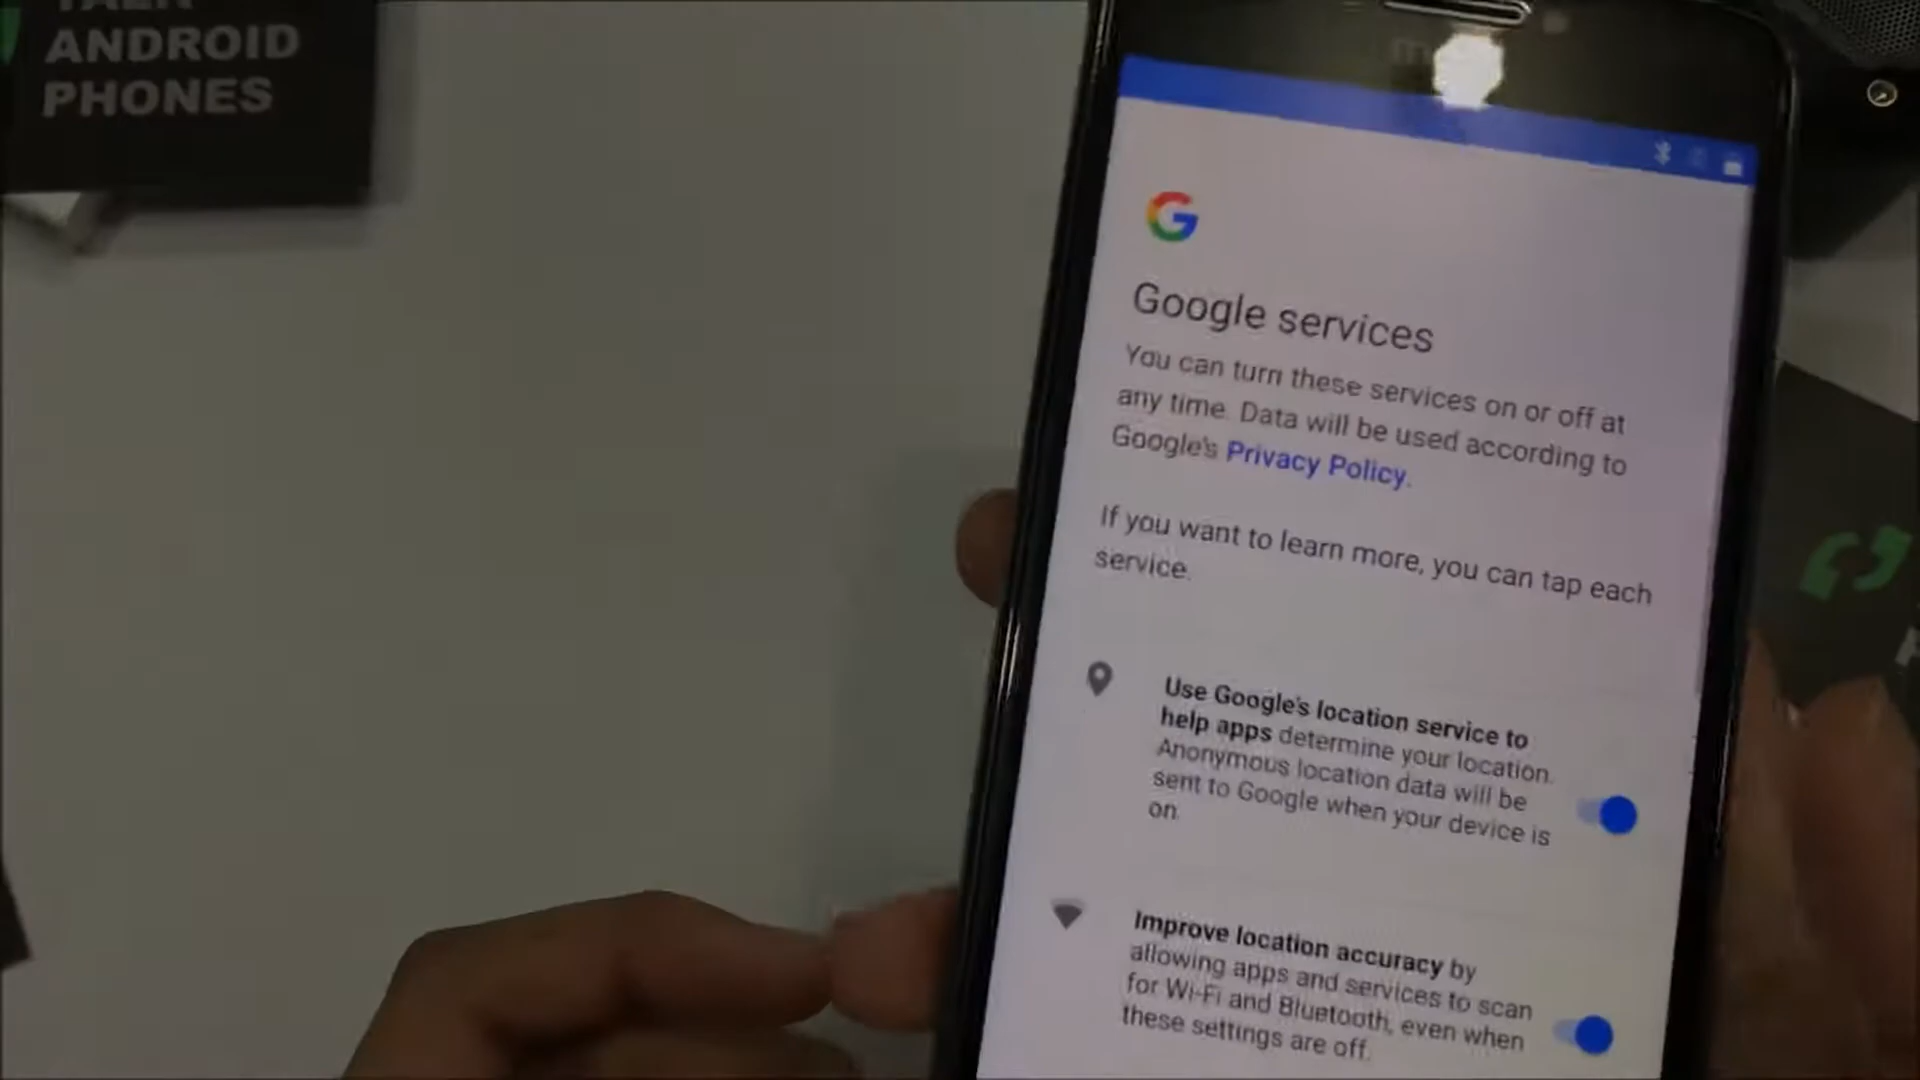 ANDROID
PHONES
Google services
You can turn these services on or off at
any time. Data will be used according to
Google's Privacy Policy.
If you want to learn more, you can tap each
service.
Use Google's location service to
help apps determine your location.
Anonymous location data will be
sent to Google when your device is
on.
Improve location accuracy by
allowing apps and services to scan
for Wi-Fi and Bluetooth, even when
these settings are off.